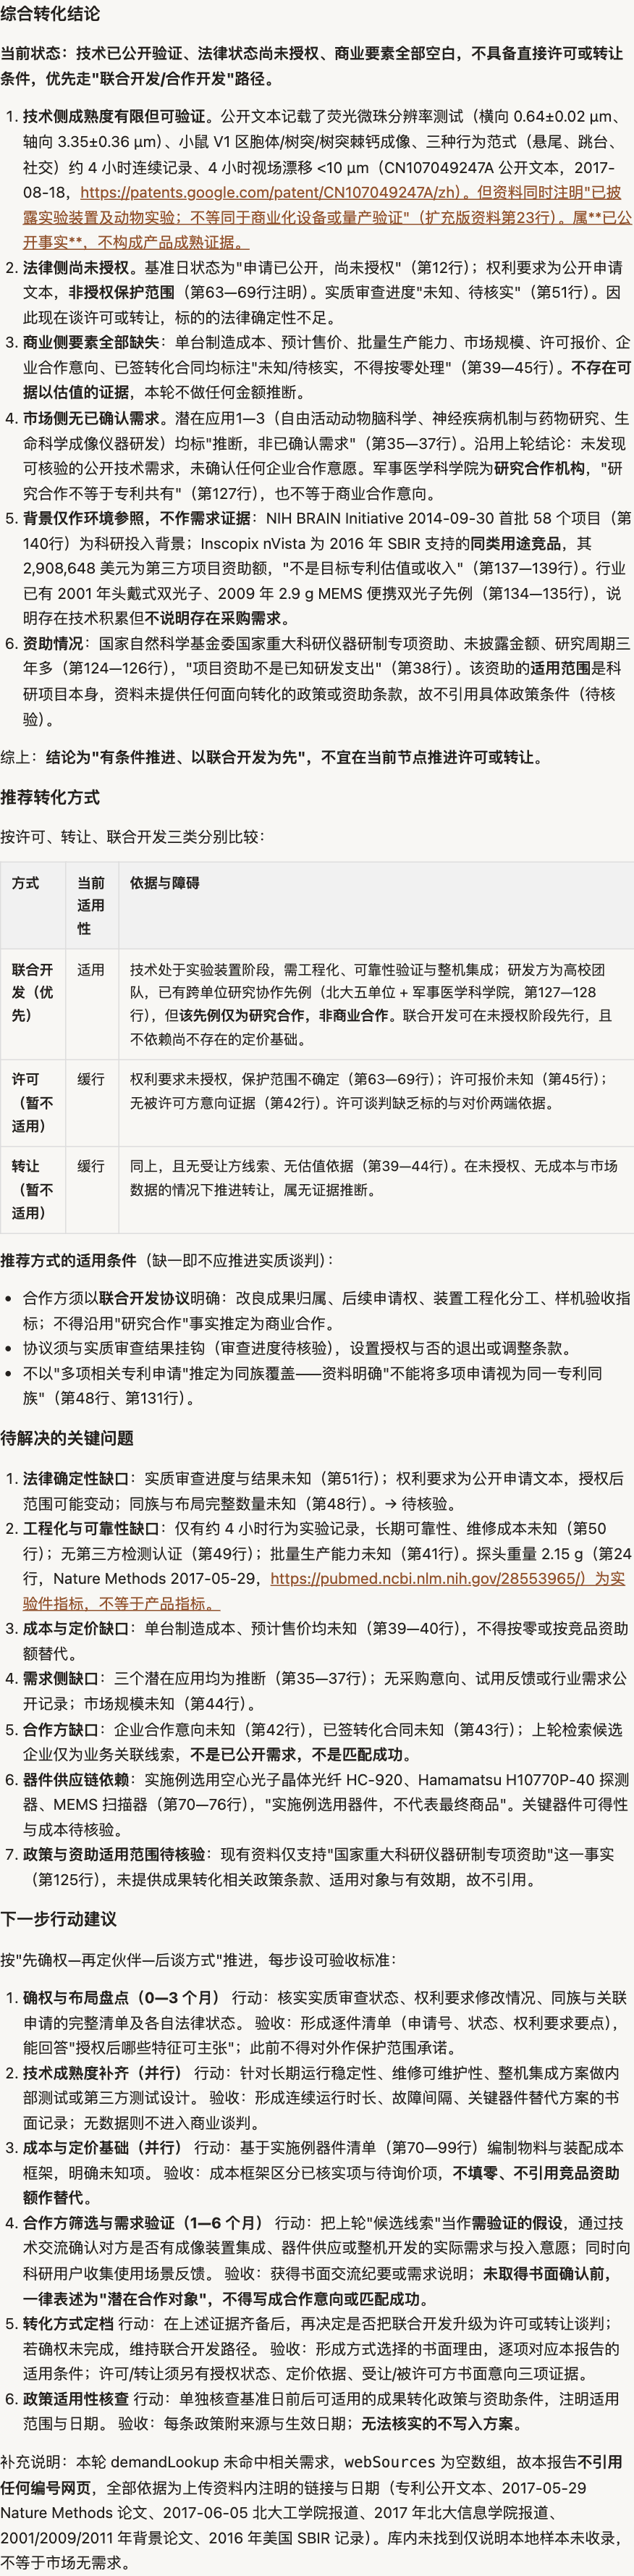 综合转化结论
当前状态：技术已公开验证、法律状态尚未授权、商业要素全部空白，不具备直接许可或转让
条件，优先走"联合开发/合作开发"路径。
1. 技术侧成熟度有限但可验证。公开文本记载了荧光微珠分辨率测试（横向 0.64±0.02 μm、
轴向 3.35±0.36 μm）、小鼠 V1 区胞体/树突/树突棘钙成像、三种行为范式（悬尾、跳台、
社交）约 4 小时连续记录、4 小时视场漂移 <10 μm（CN107049247A 公开文本，2017-
08-18，https://patents.google.com/patent/CN107049247A/zh）。但资料同时注明"已披
露实验装置及动物实验；不等同于商业化设备或量产验证"（扩充版资料第23行）。属**已公
开事实**，不构成产品成熟证据。
2. 法律侧尚未授权。基准日状态为"申请已公开，尚未授权"（第12行）；权利要求为公开申请
文本，非授权保护范围（第63—69行注明）。实质审查进度"未知、待核实"（第51行）。因
此现在谈许可或转让，标的的法律确定性不足。
3. 商业侧要素全部缺失：单台制造成本、预计售价、批量生产能力、市场规模、许可报价、企
业合作意向、已签转化合同均标注"未知/待核实，不得按零处理"（第39—45行）。不存在可
据以估值的证据，本轮不做任何金额推断。
4. 市场侧无已确认需求。潜在应用1—3（自由活动动物脑科学、神经疾病机制与药物研究、生
命科学成像仪器研发）均标"推断，非已确认需求"（第35—37行）。沿用上轮结论：未发现
可核验的公开技术需求，未确认任何企业合作意愿。军事医学科学院为研究合作机构，"研
究合作不等于专利共有"（第127行），也不等于商业合作意向。
5. 背景仅作环境参照，不作需求证据：NIH BRAIN Initiative 2014-09-30 首批 58 个项目（第
140行）为科研投入背景；Inscopix nVista 为 2016 年 SBIR 支持的同类用途竞品，其
2,908,648 美元为第三方项目资助额，"不是目标专利估值或收入"（第137—139行）。行业
已有 2001 年头戴式双光子、2009 年 2.9 g MEMS 便携双光子先例（第134—135行），说
明存在技术积累但不说明存在采购需求。
6. 资助情况：国家自然科学基金委国家重大科研仪器研制专项资助、未披露金额、研究周期三
年多（第124—126行），"项目资助不是已知研发支出"（第38行）。该资助的适用范围是科
研项目本身，资料未提供任何面向转化的政策或资助条款，故不引用具体政策条件（待核
验）。
综上：结论为"有条件推进、以联合开发为先"，不宜在当前节点推进许可或转让。
推荐转化方式
按许可、转让、联合开发三类分别比较：
方式
当前
适用
性
依据与障碍
联合开
发（优
先）
适用
技术处于实验装置阶段，需工程化、可靠性验证与整机集成；研发方为高校团
队，已有跨单位研究协作先例（北大五单位 + 军事医学科学院，第127—128
行），但该先例仅为研究合作，非商业合作。联合开发可在未授权阶段先行，且
不依赖尚不存在的定价基础。
许可
（暂不
适用）
缓行
权利要求未授权，保护范围不确定（第63—69行）；许可报价未知（第45行）；
无被许可方意向证据（第42行）。许可谈判缺乏标的与对价两端依据。
转让
（暂不
适用）
缓行
同上，且无受让方线索、无估值依据（第39—44行）。在未授权、无成本与市场
数据的情况下推进转让，属无证据推断。
推荐方式的适用条件（缺一即不应推进实质谈判）：
• 合作方须以联合开发协议明确：改良成果归属、后续申请权、装置工程化分工、样机验收指
标；不得沿用"研究合作"事实推定为商业合作。
• 协议须与实质审查结果挂钩（审查进度待核验），设置授权与否的退出或调整条款。
• 不以"多项相关专利申请"推定为同族覆盖——资料明确"不能将多项申请视为同一专利同
族"（第48行、第131行）。
待解决的关键问题
1. 法律确定性缺口：实质审查进度与结果未知（第51行）；权利要求为公开申请文本，授权后
范围可能变动；同族与布局完整数量未知（第48行）。→ 待核验。
2. 工程化与可靠性缺口：仅有约 4 小时行为实验记录，长期可靠性、维修成本未知（第50
行）；无第三方检测认证（第49行）；批量生产能力未知（第41行）。探头重量 2.15 g（第24
行，Nature Methods 2017-05-29，https://pubmed.ncbi.nlm.nih.gov/28553965/）为实
验件指标，不等于产品指标。
3. 成本与定价缺口：单台制造成本、预计售价均未知（第39—40行），不得按零或按竞品资助
额替代。
4. 需求侧缺口：三个潜在应用均为推断（第35—37行）；无采购意向、试用反馈或行业需求公
开记录；市场规模未知（第44行）。
5. 合作方缺口：企业合作意向未知（第42行），已签转化合同未知（第43行）；上轮检索候选
企业仅为业务关联线索，不是已公开需求，不是匹配成功。
6. 器件供应链依赖：实施例选用空心光子晶体光纤 HC-920、Hamamatsu H10770P-40 探测
器、MEMS 扫描器（第70—76行），"实施例选用器件，不代表最终商品"。关键器件可得性
与成本待核验。
7. 政策与资助适用范围待核验：现有资料仅支持"国家重大科研仪器研制专项资助"这一事实
（第125行），未提供成果转化相关政策条款、适用对象与有效期，故不引用。
下一步行动建议
按"先确权—再定伙伴—后谈方式"推进，每步设可验收标准：
1. 确权与布局盘点（0—3 个月） 行动：核实实质审查状态、权利要求修改情况、同族与关联
申请的完整清单及各自法律状态。 验收：形成逐件清单（申请号、状态、权利要求要点），
能回答"授权后哪些特征可主张"；此前不得对外作保护范围承诺。
2. 技术成熟度补齐（并行） 行动：针对长期运行稳定性、维修可维护性、整机集成方案做内
部测试或第三方测试设计。 验收：形成连续运行时长、故障间隔、关键器件替代方案的书
面记录；无数据则不进入商业谈判。
3. 成本与定价基础（并行） 行动：基于实施例器件清单（第70—99行）编制物料与装配成本
框架，明确未知项。 验收：成本框架区分已核实项与待询价项，不填零、不引用竞品资助
额作替代。
4. 合作方筛选与需求验证（1—6 个月） 行动：把上轮"候选线索"当作需验证的假设，通过技
术交流确认对方是否有成像装置集成、器件供应或整机开发的实际需求与投入意愿；同时向
科研用户收集使用场景反馈。 验收：获得书面交流纪要或需求说明；未取得书面确认前，
一律表述为"潜在合作对象"，不得写成合作意向或匹配成功。
5. 转化方式定档 行动：在上述证据齐备后，再决定是否把联合开发升级为许可或转让谈判；
若确权未完成，维持联合开发路径。 验收：形成方式选择的书面理由，逐项对应本报告的
适用条件；许可/转让须另有授权状态、定价依据、受让/被许可方书面意向三项证据。
6. 政策适用性核查 行动：单独核查基准日前后可适用的成果转化政策与资助条件，注明适用
范围与日期。 验收：每条政策附来源与生效日期；无法核实的不写入方案。
补充说明：本轮 demandLookup 未命中相关需求，webSources 为空数组，故本报告不引用
任何编号网页，全部依据为上传资料内注明的链接与日期（专利公开文本、2017-05-29
Nature Methods 论文、2017-06-05 北大工学院报道、2017 年北大信息学院报道、
2001/2009/2011 年背景论文、2016 年美国 SBIR 记录）。库内未找到仅说明本地样本未收录，
不等于市场无需求。